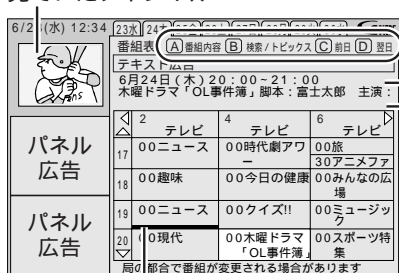 6/23(水) 12:34
23水 24木
番組表 A 番組内容 B 検索/トピックス C 前日 D 翌日
テキスト広告
6月24日(木)20:00~21:00
木曜ドラマ「OL事件簿」脚本:富士太郎 主演:
パネル
広告
パネル
広告
2 テレビ 4 テレビ 6 テレビ
17 00ニュース 00時代劇アワー 00旅
30アニメファ
18 00趣味 00今日の健康 00みんなの広場
19 00ニュース 00クイズ!! 00ミュージック
20 00現代 00木曜ドラマ「OL事件簿」 00スポーツ特集
局の都合で番組が変更される場合があります